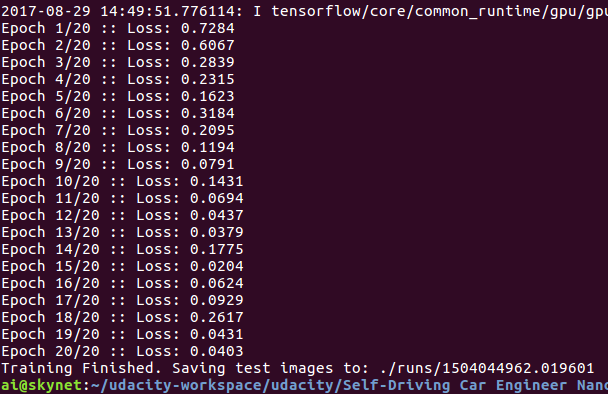 2017-08-29 14:49:51.776114: I tensorflow/core/common_runtime/gpu/gpu
Epoch 1/20 :: Loss: 0.7284
Epoch 2/20 :: Loss: 0.6067
Epoch 3/20 :: Loss: 0.2839
Epoch 4/20 :: Loss: 0.2315
Epoch 5/20 :: Loss: 0.1623
Epoch 6/20 :: Loss: 0.3184
Epoch 7/20 :: Loss: 0.2095
Epoch 8/20 :: Loss: 0.1194
Epoch 9/20 :: Loss: 0.0791
Epoch 10/20 :: Loss: 0.1431
Epoch 11/20 :: Loss: 0.0694
Epoch 12/20 :: Loss: 0.0437
Epoch 13/20 :: Loss: 0.0379
Epoch 14/20 :: Loss: 0.1775
Epoch 15/20 :: Loss: 0.0204
Epoch 16/20 :: Loss: 0.0624
Epoch 17/20 :: Loss: 0.0929
Epoch 18/20 :: Loss: 0.2617
Epoch 19/20 :: Loss: 0.0431
Epoch 20/20 :: Loss: 0.0403
Training Finished. Saving test images to: ./runs/1504044962.019601
ai@skynet:~/udacity-workspace/udacity/Self-Driving Car Engineer Nano